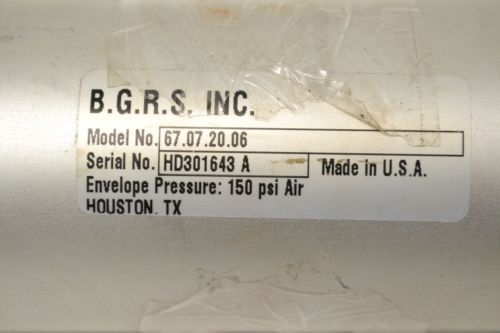 B.G.R.S. INC.
Model No. 67.07.20.06
Serial No. HD301643 A Made in U.S.A.
Envelope Pressure: 150 psi Air
HOUSTON, TX